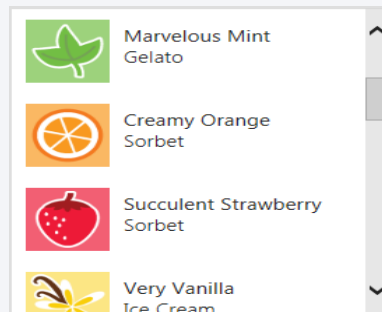 Marvelous Mint
Gelato
Creamy Orange
Sorbet
Succulent Strawberry
Sorbet
Very Vanilla
Ice Cream